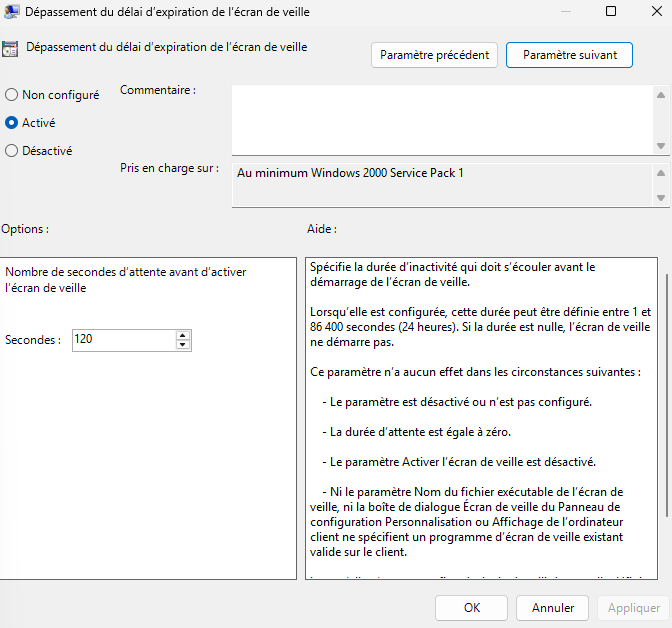 Dépassement du délai d'expiration de l'écran de veille
Dépassement du délai d'expiration de l'écran de veille
Paramètre précédent
Paramètre suivant
Non configuré
Activé
Désactivé
Commentaire :
Pris en charge sur :
Au minimum Windows 2000 Service Pack 1
Options :
Aide :
Nombre de secondes d'attente avant d'activer
l'écran de veille
Secondes :
120
Spécifie la durée d'inactivité qui doit s'écouler avant le
démarrage de l'écran de veille.
Lorsqu'elle est configurée, cette durée peut être définie entre 1 et
86 400 secondes (24 heures). Si la durée est nulle, l'écran de veille
ne démarre pas.
Ce paramètre n'a aucun effet dans les circonstances suivantes :
- Le paramètre est désactivé ou n'est pas configuré.
- La durée d'attente est égale à zéro.
- Le paramètre Activer l'écran de veille est désactivé.
- Ni le paramètre Nom du fichier exécutable de l'écran de
veille, ni la boîte de dialogue Écran de veille du Panneau de
configuration Personnalisation ou Affichage de l'ordinateur
client ne spécifient un programme d'écran de veille existant
valide sur le client.
OK
Annuler
Appliquer